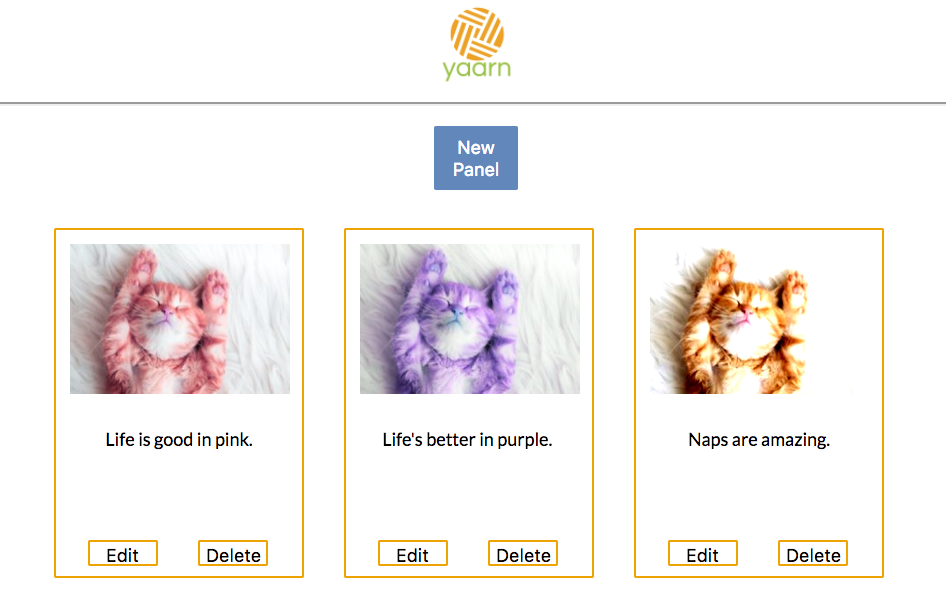 yaarn
New
Panel
Life is good in pink.
Life's better in purple.
Naps are amazing.
Edit Delete Edit Delete Edit Delete